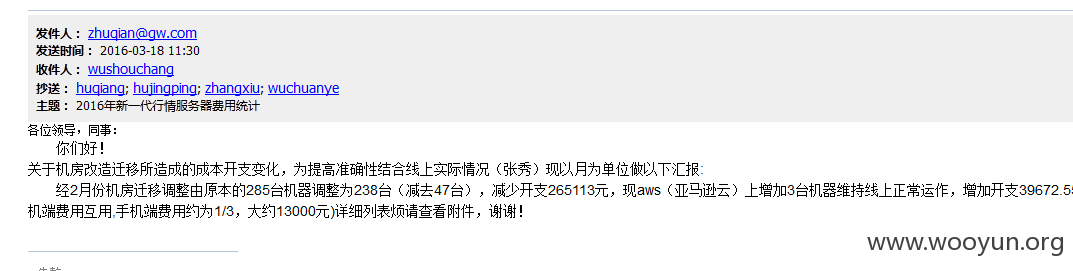 发件人： zhuqian@gw.com
发送时间： 2016-03-18 11:30
收件人： wushouchang
抄送： huqiang; hujingping; zhangxiu; wuchuanye
主题： 2016年新一代行情服务器费用统计
各位领导，同事：
你们好！
关于机房改造迁移所造成的成本开支变化，为提高准确性结合线上实际情况（张秀）现以月为单位做以下汇报:
经2月份机房迁移调整由原本的285台机器调整为238台（减去47台），减少开支265113元，现aws（亚马逊云）上增加3台机器维持线上正常运作，增加开支39672.55
机端费用互用,手机端费用约为1/3，大约13000元)详细列表烦请查看附件，谢谢！
www.wooyun.org